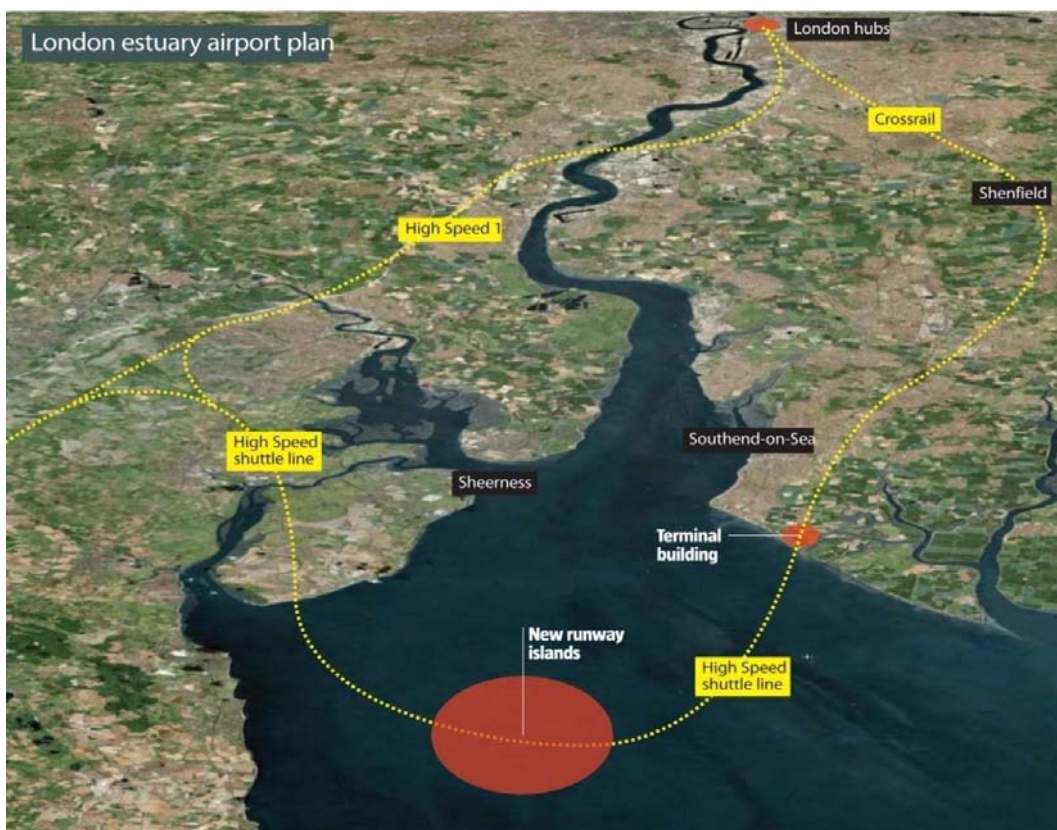 London estuary airport plan
London hubs
Crossrail
Shenfield
High Speed 1
High Speed
shuttle line
Southend-on-Sea
Sheerness
Terminal
building
New runway
islands
High Speed
shuttle line